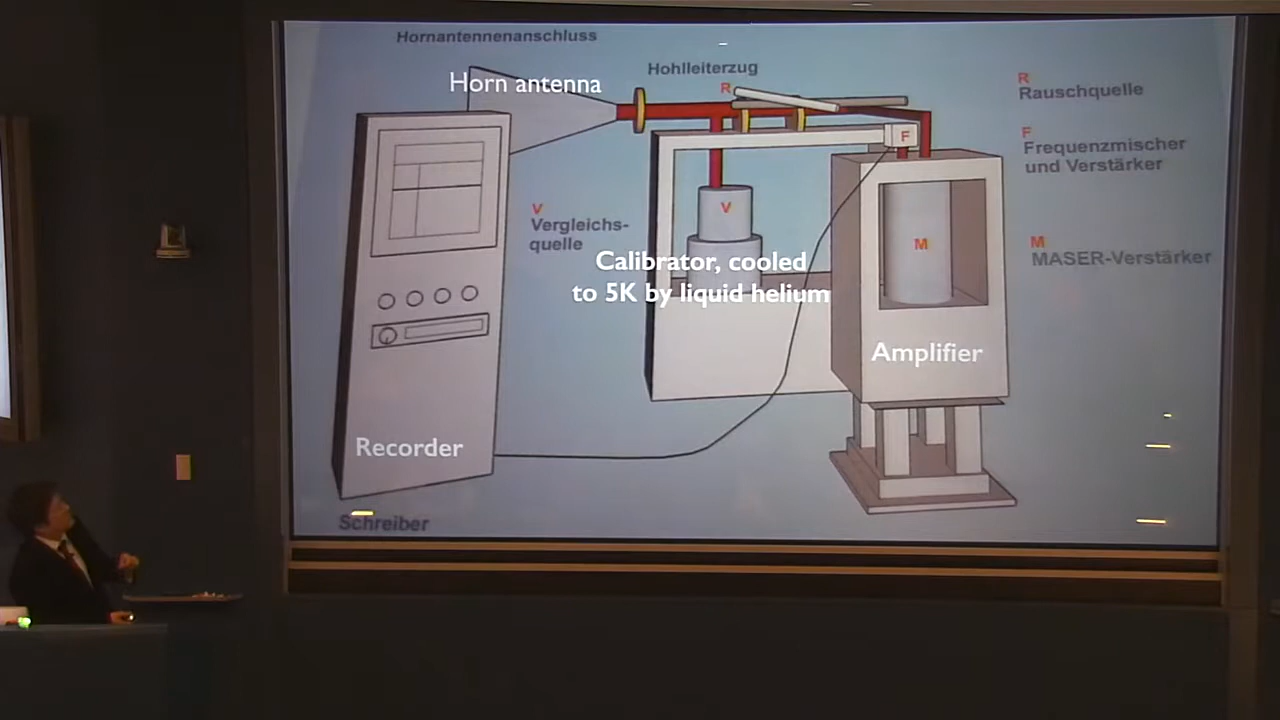 Hornantennenanschluss
Horn antenna
Hohlleiterzug
R
R
Rauschquelle
F
F
Frequenzmischer
und Verstärker
V
Vergleichs-
quelle
V
M
M
MASER-Verstärker
Calibrator, cooled
to 5K by liquid helium
Amplifier
Recorder
Schreiber